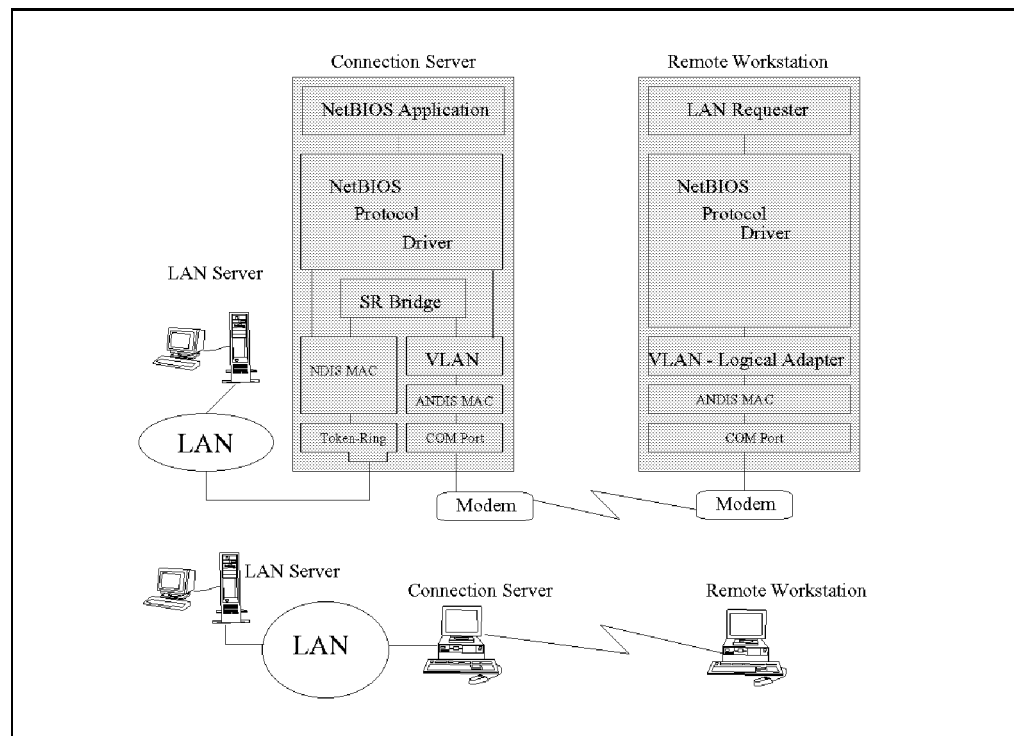 Connection Server
Remote Workstation
NetBIOS Application
LAN Requester
NetBIOS
Protocol
Driver
NetBIOS
Protocol
Driver
LAN Server
SR Bridge
NDIS MAC
VLAN
VLAN - Logical Adapter
ANDIS MAC
ANDIS MAC
LAN
Token-Ring
COM Port
COM Port
Modem
Modem
LAN Server
Connection Server
Remote Workstation
LAN